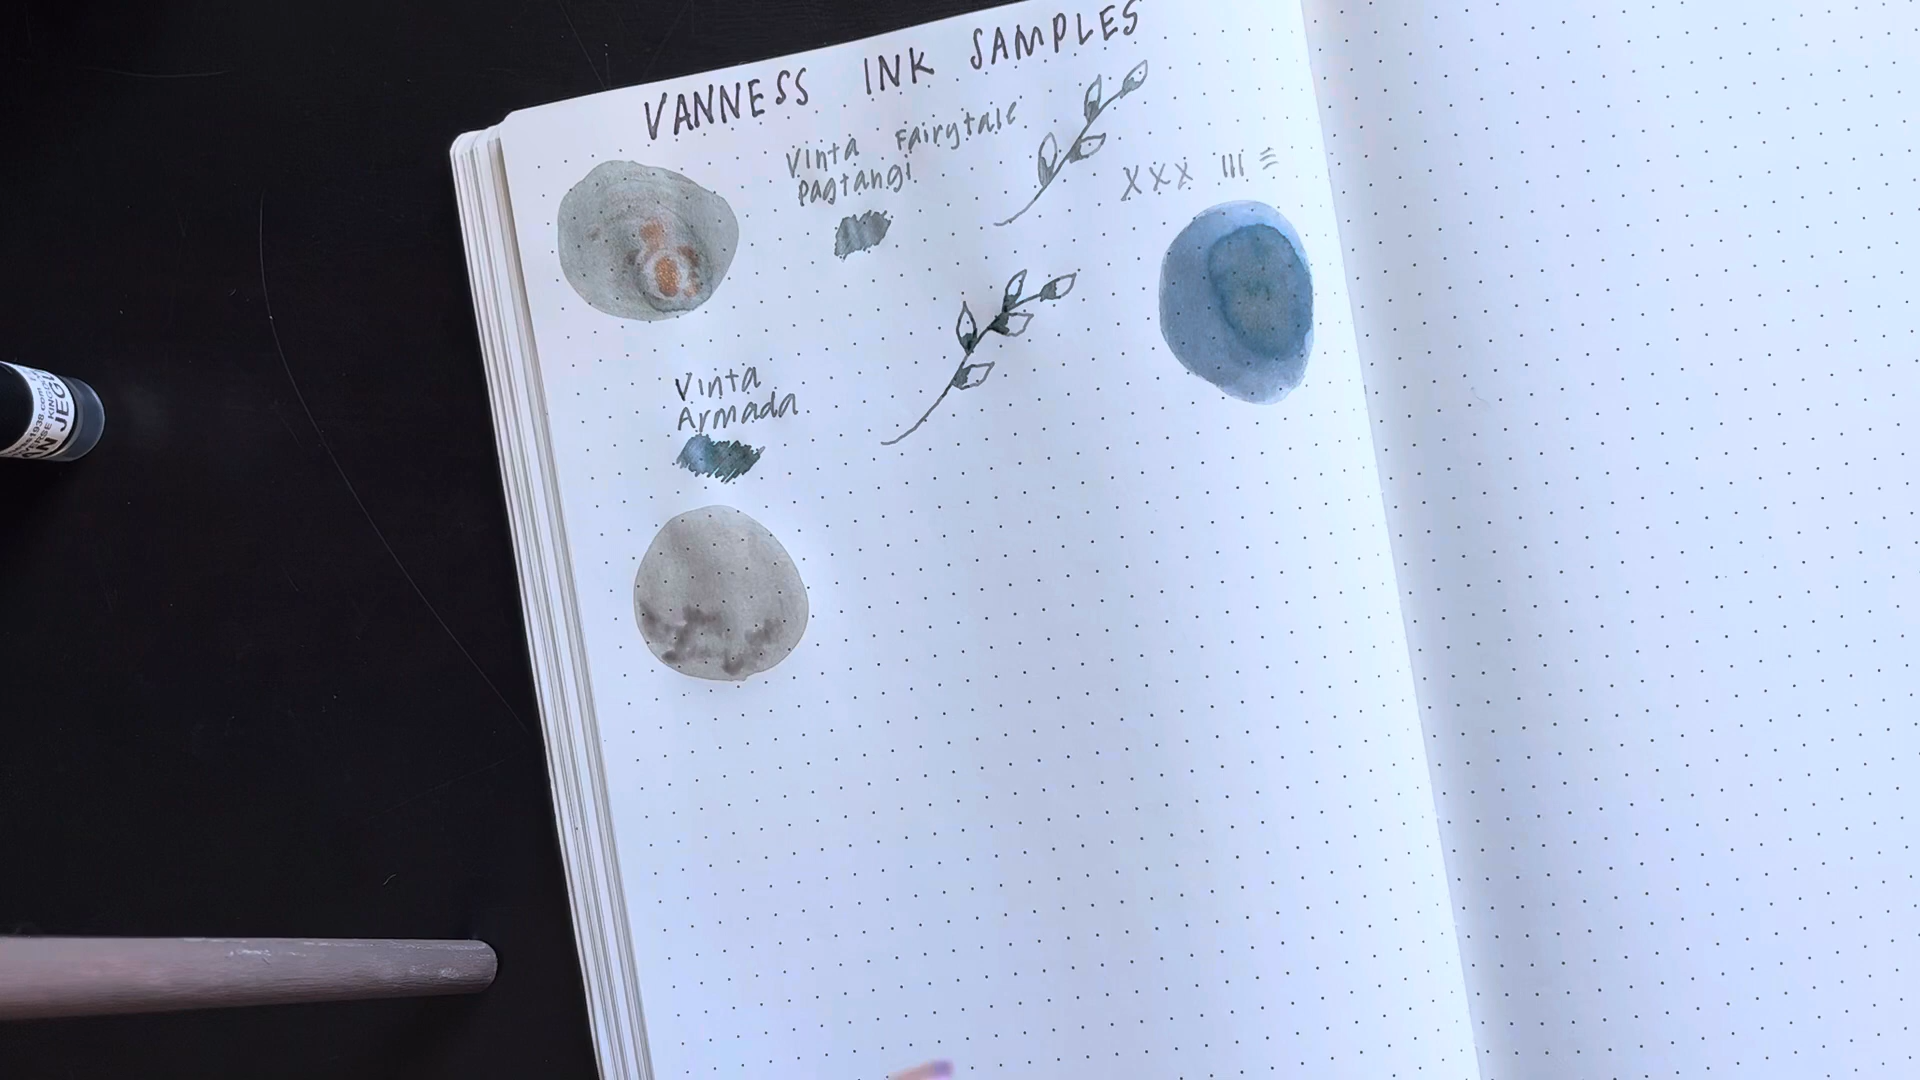 VANNESS INK SAMPLES
Vinta Fairytale
pagtangi
XXX III
Vinta
Armada